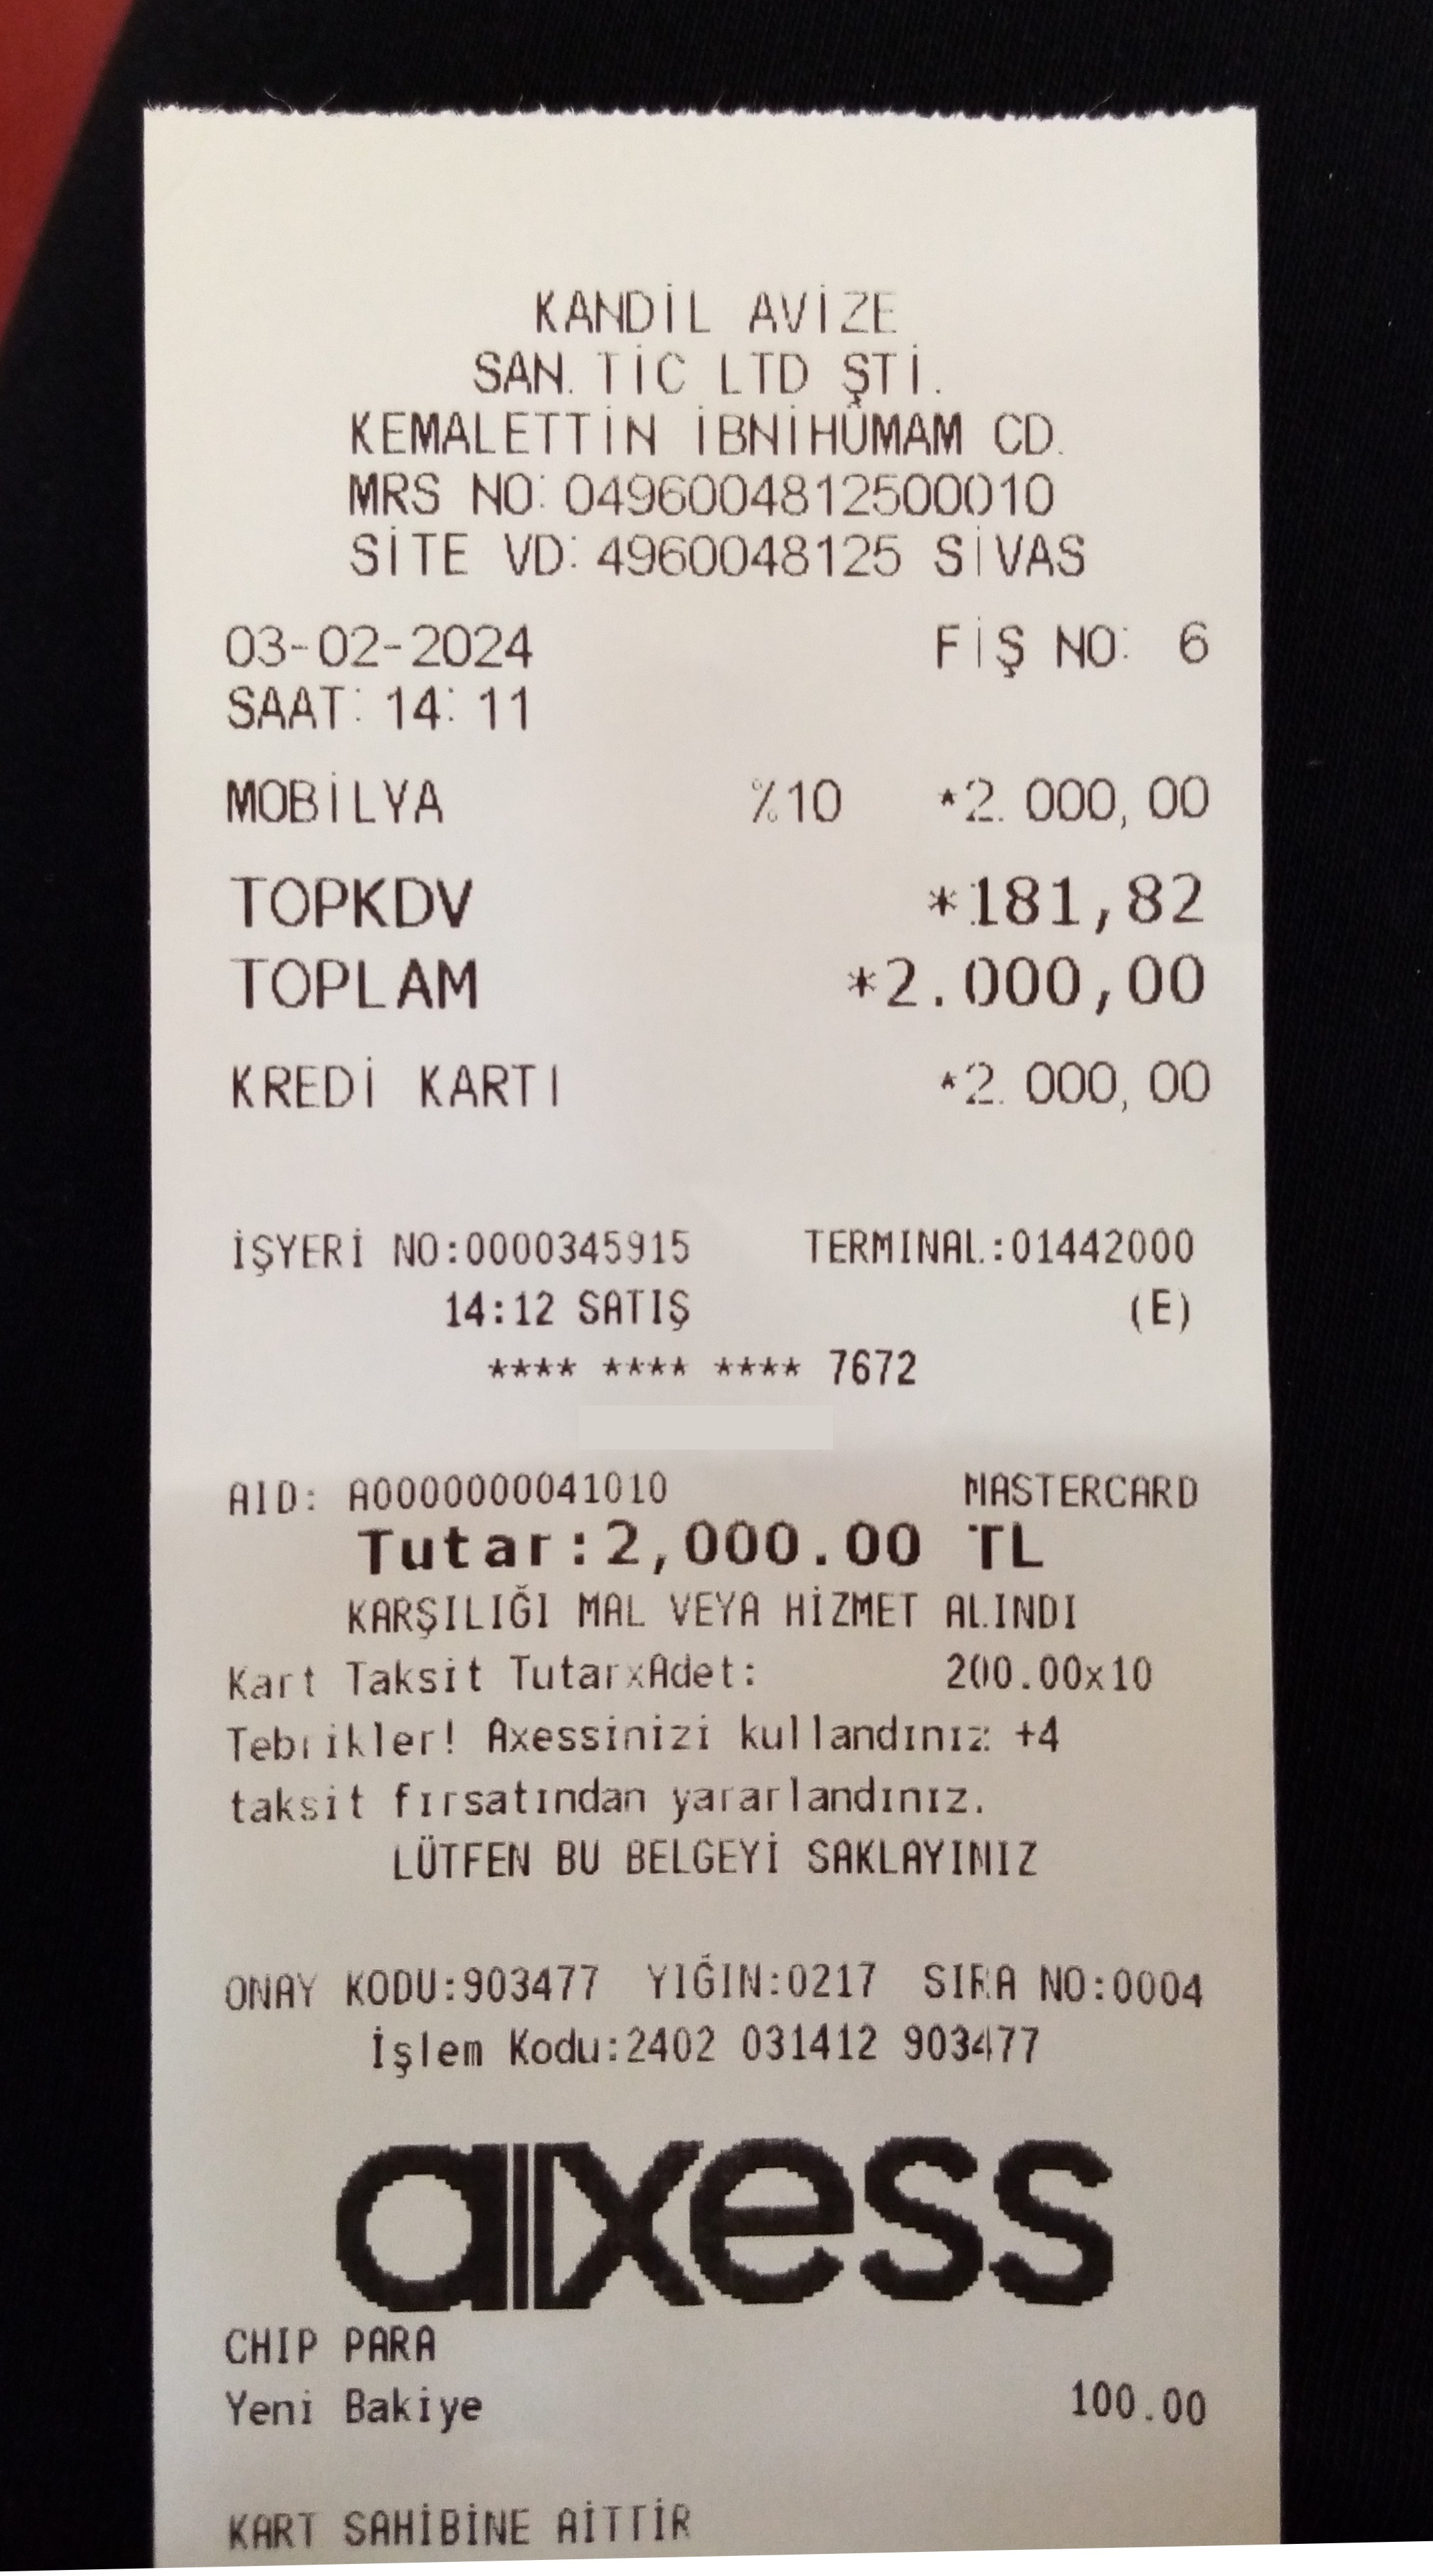 KANDİL AVİZE
SAN. TİC LTD ŞTİ.
KEMALETTİN İBNİHÜMAM CD.
MRS NO: 0496004812500010
SİTE VD: 4960048125 SİVAS
03-02-2024 FİŞ NO: 6
SAAT: 14:11
MOBİLYA %10 *2.000,00
TOPKDV *181,82
TOPLAM *2.000,00
KREDİ KARTI *2.000,00
İŞYERİ NO:0000345915 TERMINAL:01442000
14:12 SATIŞ (E)
**** **** **** 7672
AID: A0000000041010 MASTERCARD
Tutar:2,000.00 TL
KARŞILIĞI MAL VEYA HİZMET ALINDI
Kart Taksit TutarxAdet: 200.00x10
Tebrikler! Axessinizi kullandınız +4
taksit fırsatından yararlandınız.
LÜTFEN BU BELGEYİ SAKLAYINIZ
ONAY KODU:903477 YIĞIN:0217 SIRA NO:0004
İşlem Kodu:2402 031412 903477
axess
CHIP PARA
Yeni Bakiye 100.00
KART SAHİBİNE AİTTİR